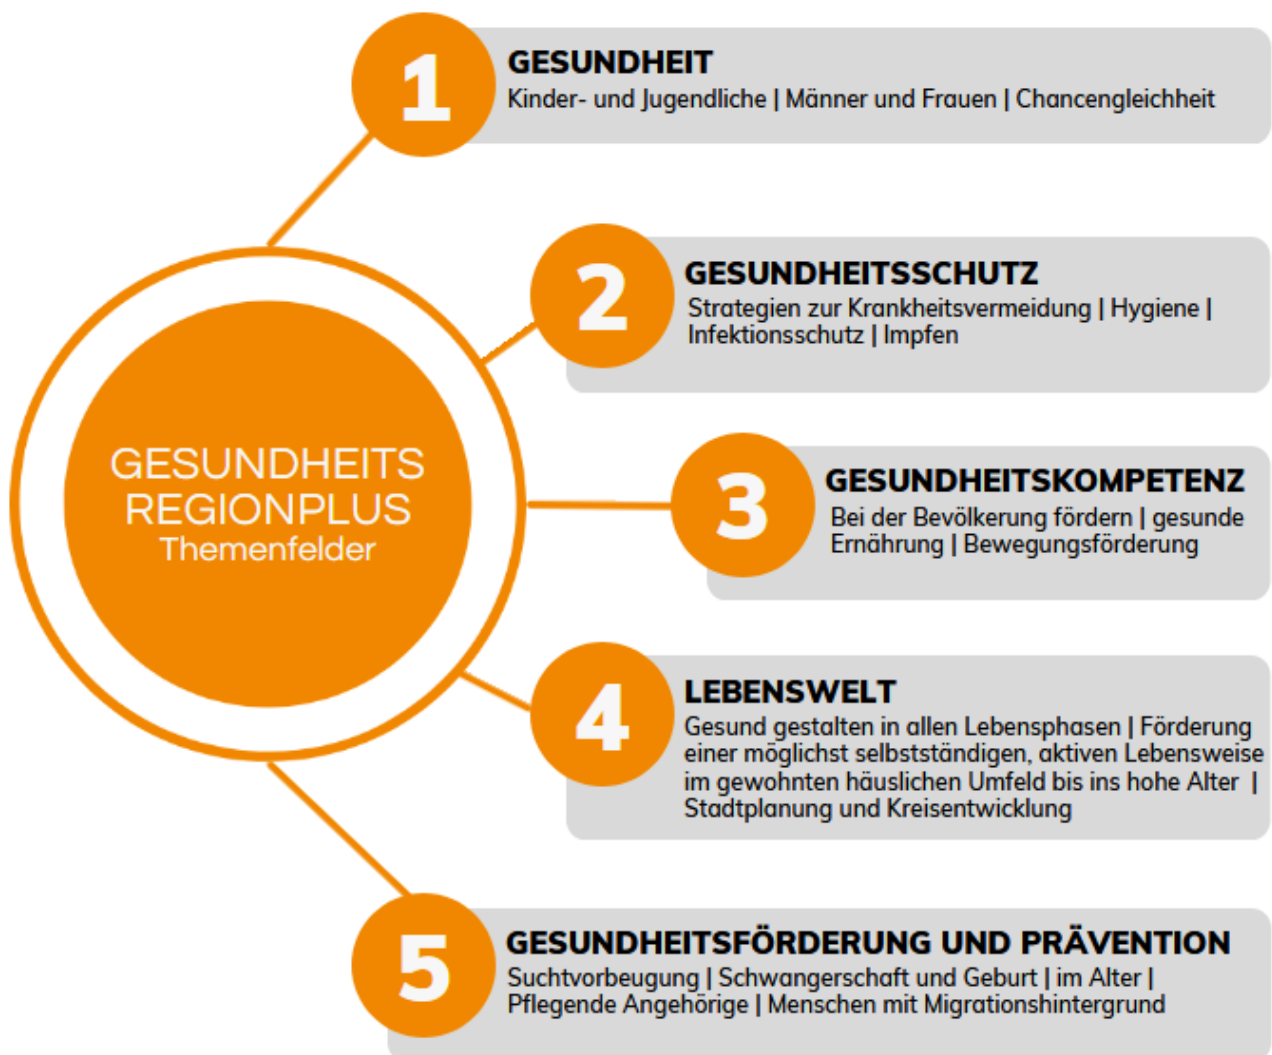 1
GESUNDHEIT
Kinder- und Jugendliche | Männer und Frauen | Chancengleichheit
2
GESUNDHEITSSCHUTZ
Strategien zur Krankheitsvermeidung | Hygiene |
Infektionsschutz | Impfen
GESUNDHEITS
REGIONPLUS
Themenfelder
3
GESUNDHEITSKOMPETENZ
Bei der Bevölkerung fördern | gesunde
Ernährung | Bewegungsförderung
4
LEBENSWELT
Gesund gestalten in allen Lebensphasen | Förderung
einer möglichst selbstständigen, aktiven Lebensweise
im gewohnten häuslichen Umfeld bis ins hohe Alter |
Stadtplanung und Kreisentwicklung
5
GESUNDHEITSFÖRDERUNG UND PRÄVENTION
Suchtvorbeugung | Schwangerschaft und Geburt | im Alter |
Pflegende Angehörige | Menschen mit Migrationshintergrund